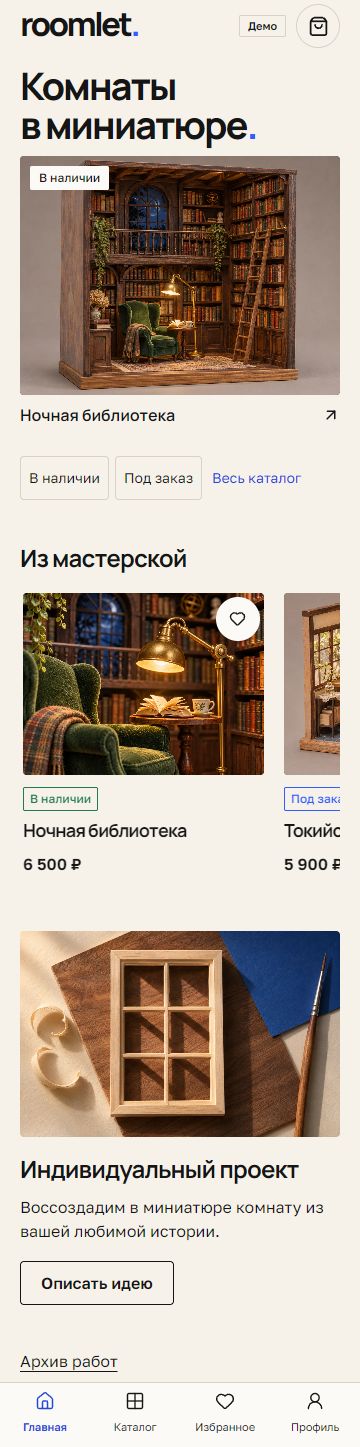 roomlet.
Демо
Комнаты
в миниатюре.
В наличии
Ночная библиотека
В наличии
Под заказ
Весь каталог
Из мастерской
В наличии
Под зака
Ночная библиотека
Токийс
6 500 ₽
5 900 ₽
Индивидуальный проект
Воссоздадим в миниатюре комнату из
вашей любимой истории.
Описать идею
Архив работ
Главная
Каталог
Избранное
Профиль